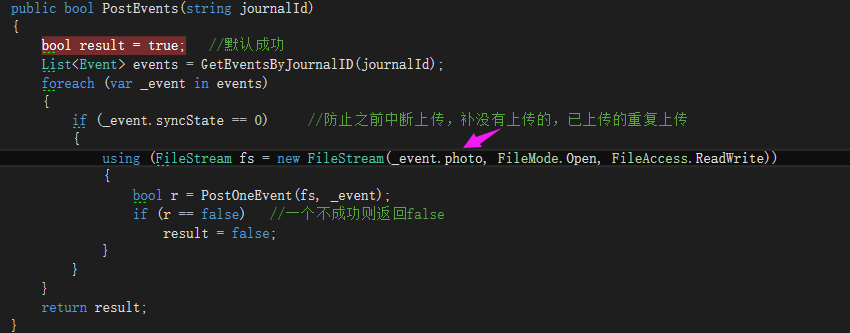 public bool PostEvents(string journalId)
{
bool result = true; //默认成功
List<Event> events = GetEventsByJournalID(journalId);
foreach (var _event in events)
{
if (_event.syncState == 0) //防止之前中断上传，补没有上传的，已上传的重复上传
{
using (FileStream fs = new FileStream(_event.photo, FileMode.Open, FileAccess.ReadWrite))
{
bool r = PostOneEvent(fs, _event);
if (r == false) //一个不成功则返回false
result = false;
}
}
}
return result;
}